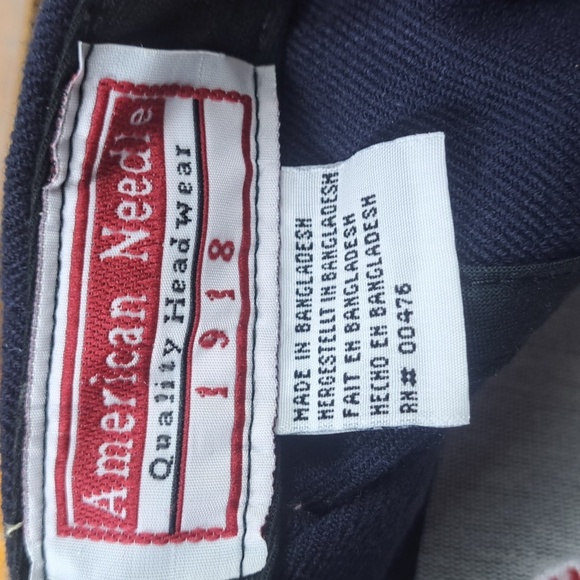 American Needle
Quality Headwear
1918
MADE IN BANGLADESH
HERGESTELLT IN BANGLADESH
FAIT EN BANGLADESH
HECHO EN BANGLADESH
RN# 00476